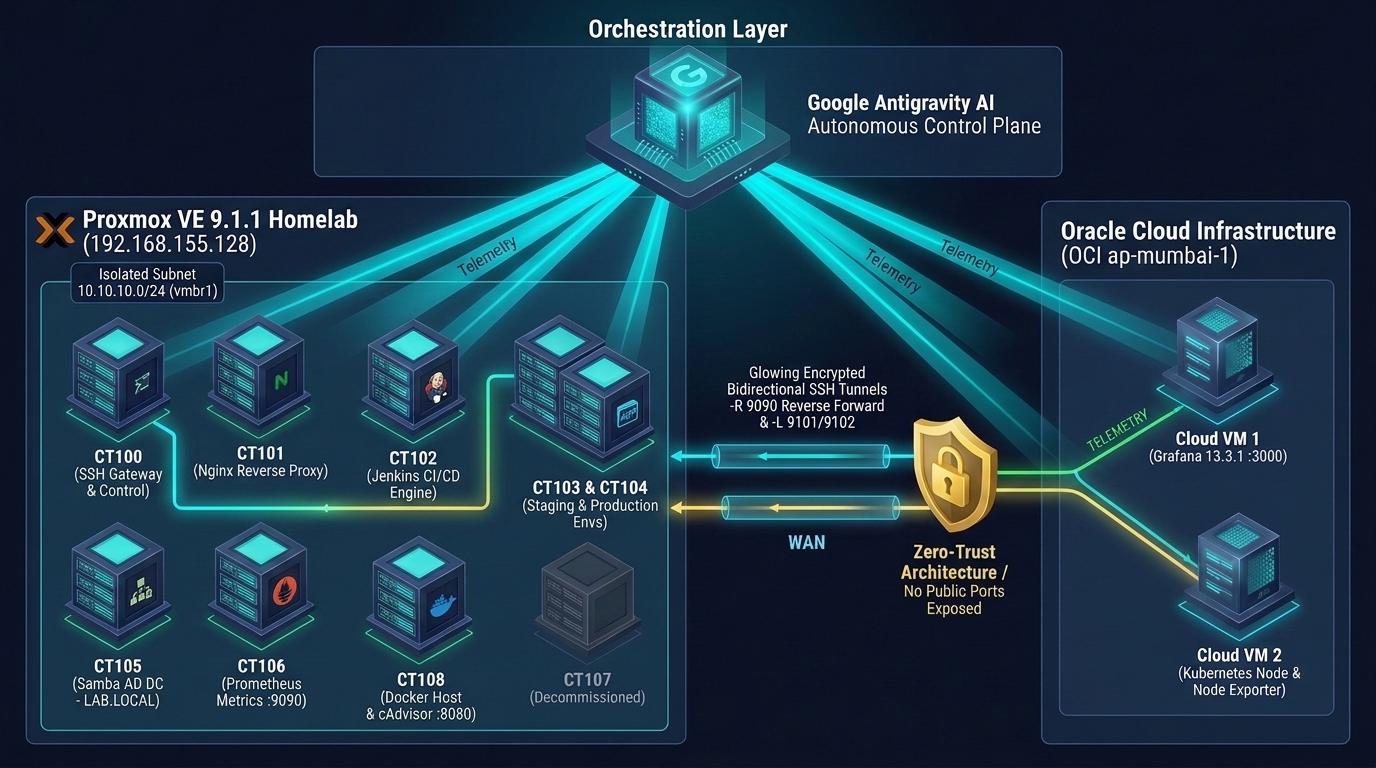 Orchestration Layer
G
Google Antigravity AI
Autonomous Control Plane
Proxmox VE 9.1.1 Homelab
(192.168.155.128)
Isolated Subnet
10.10.10.0/24 (vmbr1)
Telemetry
Telemetry
Telemetry
Oracle Cloud Infrastructure
(OCI ap-mumbai-1)
N
CT100
(SSH Gateway
& Control)
CT101
(Nginx Reverse Proxy)
CT102
(Jenkins CI/CD
Engine)
CT103 & CT104
(Staging & Production
Envs)
Glowing Encrypted
Bidirectional SSH Tunnels
-R 9090 Reverse Forward
& -L 9101/9102
WAN
Zero-Trust
Architecture /
No Public Ports
Exposed
TELEMETRY
Cloud VM 1
(Grafana 13.3.1 :3000)
Cloud VM 2
(Kubernetes Node &
Node Exporter)
CT105
(Samba AD DC
- LAB.LOCAL)
CT106
(Prometheus
Metrics :9090)
CT108
(Docker Host
& cAdvisor :8080)
CT107
(Decommissioned)